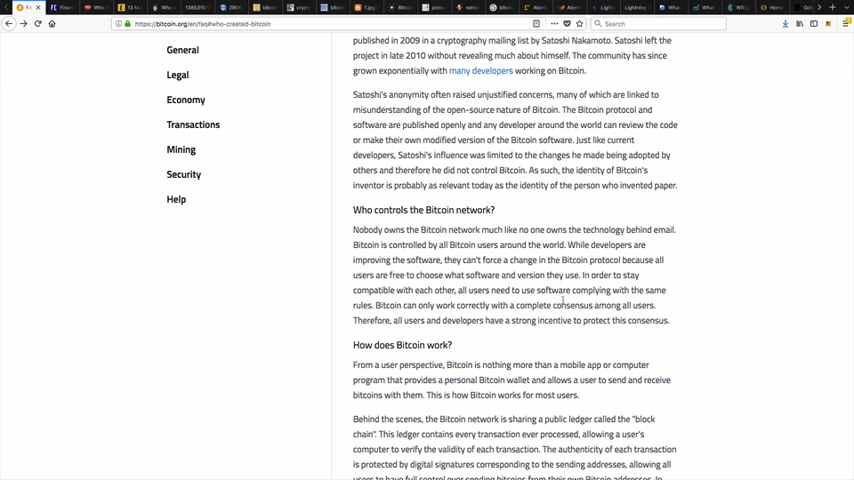 Who
13 M
2006.
crypt
1.jpg
Lightning
What
Home
https://bitcoin.org/en/faq#who-created-bitcoin
Search
General
Legal
Economy
Transactions
Mining
Security
Help
published in 2009 in a cryptography mailing list by Satoshi Nakamoto. Satoshi left the
project in late 2010 without revealing much about himself. The community has since
grown exponentially with many developers working on Bitcoin.
Satoshi's anonymity often raised unjustified concerns, many of which are linked to
misunderstanding of the open-source nature of Bitcoin. The Bitcoin protocol and
software are published openly and any developer around the world can review the code
or make their own modified version of the Bitcoin software. Just like current
developers, Satoshi's influence was limited to the changes he made being adopted by
others and therefore he did not control Bitcoin. As such, the identity of Bitcoin's
inventor is probably as relevant today as the identity of the person who invented paper.
Who controls the Bitcoin network?
Nobody owns the Bitcoin network much like no one owns the technology behind email.
Bitcoin is controlled by all Bitcoin users around the world. While developers are
improving the software, they can't force a change in the Bitcoin protocol because all
users are free to choose what software and version they use. In order to stay
compatible with each other, all users need to use software complying with the same
rules. Bitcoin can only work correctly with a complete consensus among all users.
Therefore, all users and developers have a strong incentive to protect this consensus.
How does Bitcoin work?
From a user perspective, Bitcoin is nothing more than a mobile app or computer
program that provides a personal Bitcoin wallet and allows a user to send and receive
bitcoins with them. This is how Bitcoin works for most users.
Behind the scenes, the Bitcoin network is sharing a public ledger called the "block
chain". This ledger contains every transaction ever processed, allowing a user's
computer to verify the validity of each transaction. The authenticity of each transaction
is protected by digital signatures corresponding to the sending addresses, allowing all
users to have full control over sending bitcoins from their own Bitcoin addresses. In